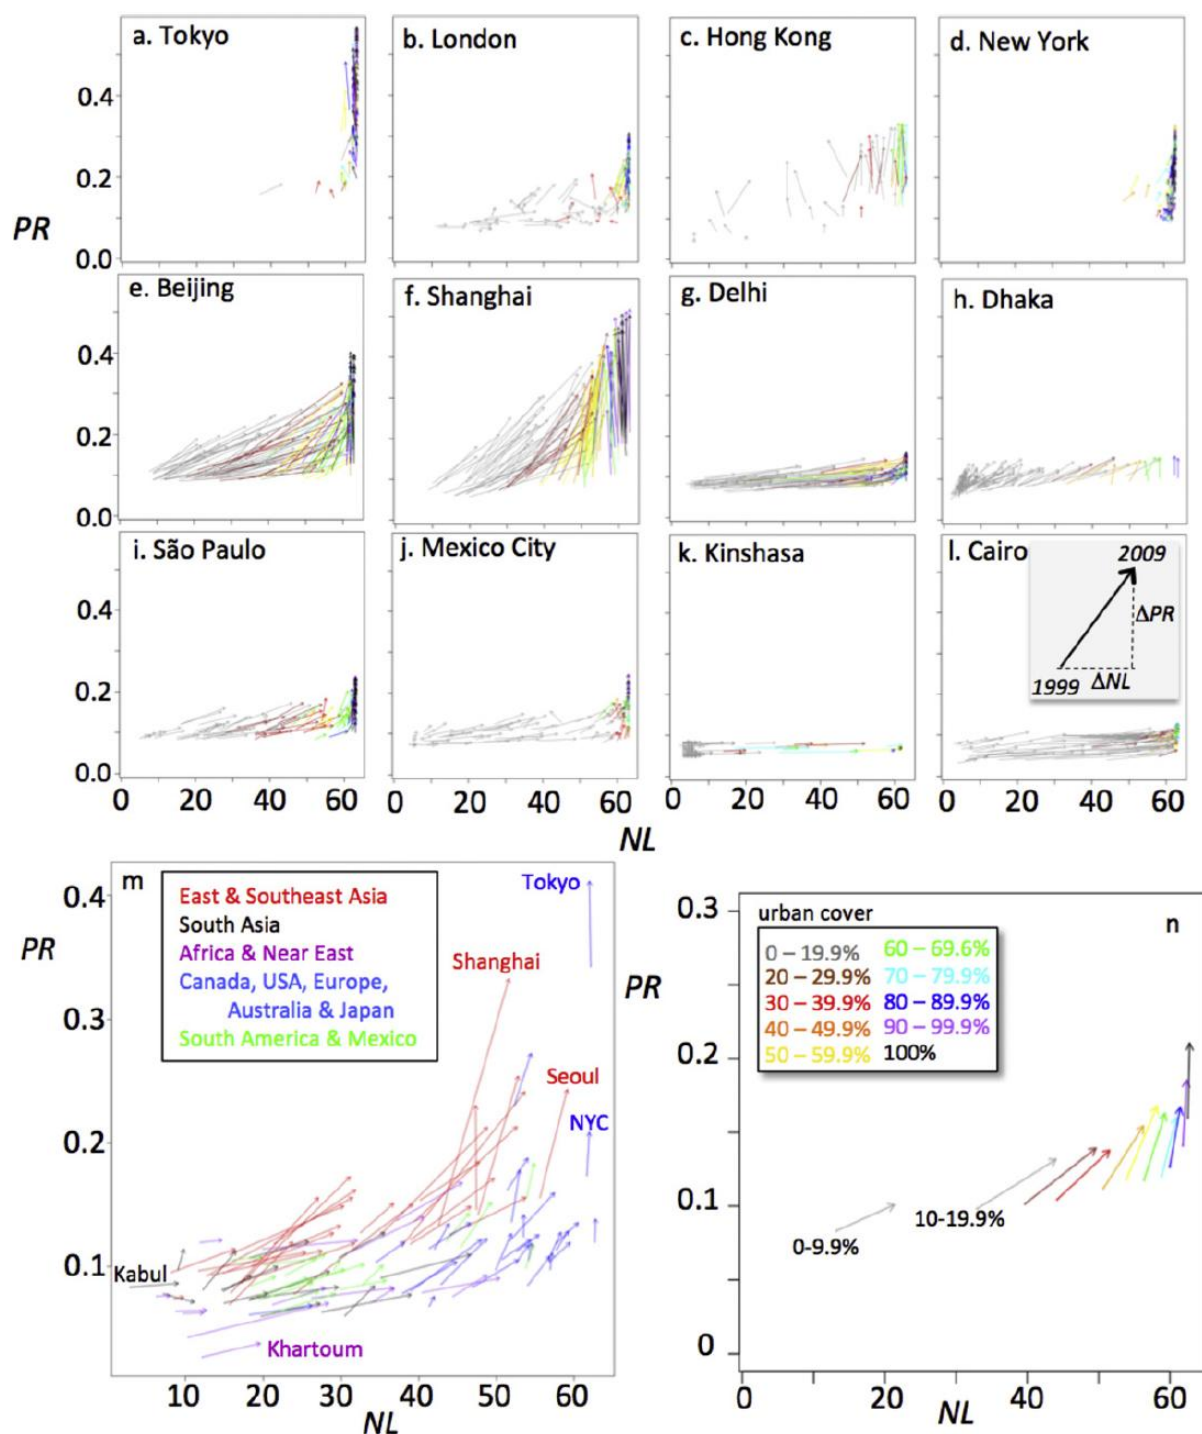 a. Tokyo
b. London
c. Hong Kong
d. New York
0.4
0.2
0.0
PR
e. Beijing
f. Shanghai
g. Delhi
h. Dhaka
0.4
0.2
0.0
i. São Paulo
j. Mexico City
k. Kinshasa
l. Cairo
2009
ΔPR
1999 ΔNL
0.4
0.2
0.0
0 20 40 60
0 20 40 60
0 20 40 60
0 20 40 60
NL
m
East & Southeast Asia
South Asia
Africa & Near East
Canada, USA, Europe,
Australia & Japan
South America & Mexico
Tokyo
Shanghai
Seoul
NYC
Kabul
Khartoum
PR
0.4
0.3
0.2
0.1
10 20 30 40 50 60
NL
n
urban cover
0 – 19.9%
20 – 29.9%
30 – 39.9%
40 – 49.9%
50 – 59.9%
60 – 69.6%
70 – 79.9%
80 – 89.9%
90 – 99.9%
100%
PR
0.3
0.2
0.1
0
0-9.9%
10-19.9%
0 20 40 60
NL